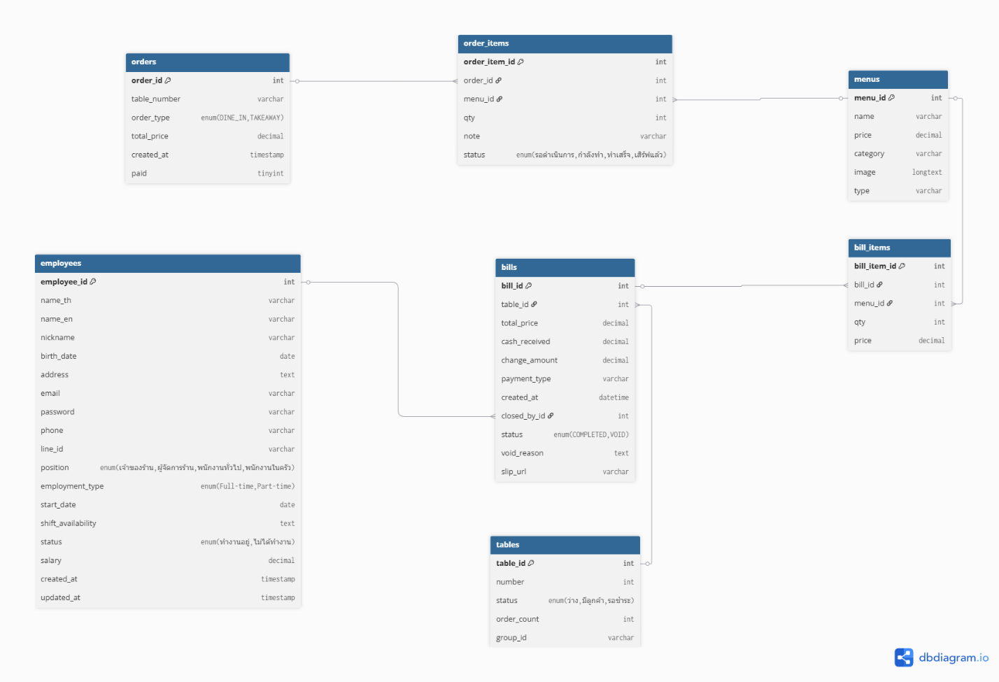 orders
order_id int
table_number varchar
order_type enum(DINE_IN,TAKEAWAY)
total_price decimal
created_at timestamp
paid tinyint
order_items
order_item_id int
order_id int
menu_id int
qty int
note varchar
status enum(รอดำเนินการ,กำลังทำ,ทำเสร็จ,เสิร์ฟแล้ว)
menus
menu_id int
name varchar
price decimal
category varchar
image longtext
type varchar
employees
employee_id int
name_th varchar
name_en varchar
nickname varchar
birth_date date
address text
email varchar
password varchar
phone varchar
line_id varchar
position enum(เจ้าของร้าน,ผู้จัดการร้าน,พนักงานทั่วไป,พนักงานในครัว)
employment_type enum(Full-time,Part-time)
start_date date
shift_availability text
status enum(ทำงานอยู่,ไม่ได้ทำงาน)
salary decimal
created_at timestamp
updated_at timestamp
bills
bill_id int
table_id int
total_price decimal
cash_received decimal
change_amount decimal
payment_type varchar
created_at datetime
closed_by_id int
status enum(COMPLETED,VOID)
void_reason text
slip_url varchar
bill_items
bill_item_id int
bill_id int
menu_id int
qty int
price decimal
tables
table_id int
number int
status enum(ว่าง,มีลูกค้า,รอชำระ)
order_count int
group_id varchar
dbdiagram.io